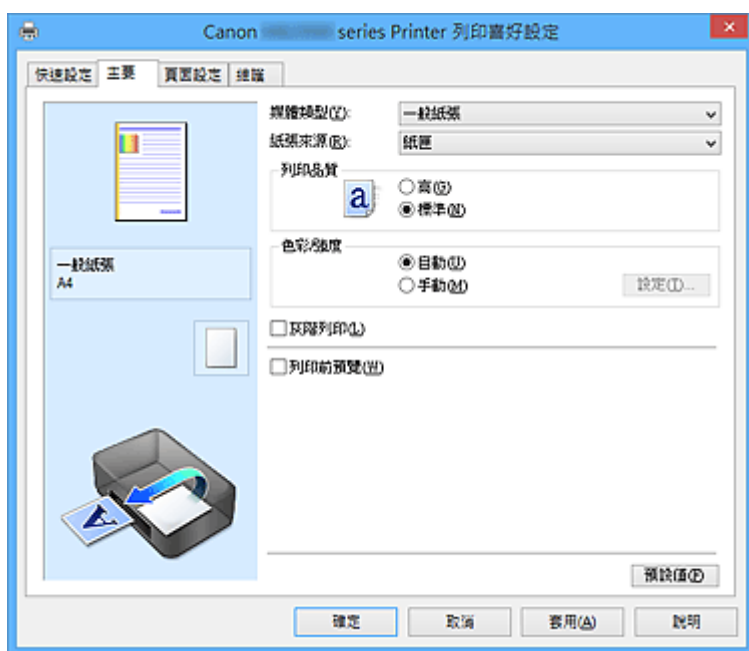 Canon series Printer 列印喜好設定
快速設定 主要 頁面設定 維護
媒體類型(Y): 一般紙張
紙張來源(R): 紙匣
列印品質
a
高(G)
標準(N)
色彩/強度
自動(U)
手動(M)
設定(T)...
一般紙張
A4
灰階列印(L)
列印前預覽(W)
A
預設值(F)
確定 取消 套用(A) 說明